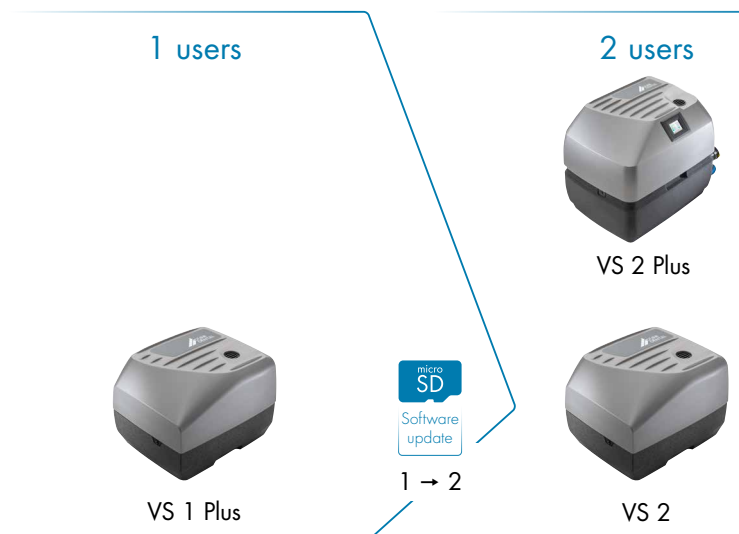 1 users
2 users
VS 2 Plus
micro
SD
Software
update
1 → 2
VS 1 Plus
VS 2